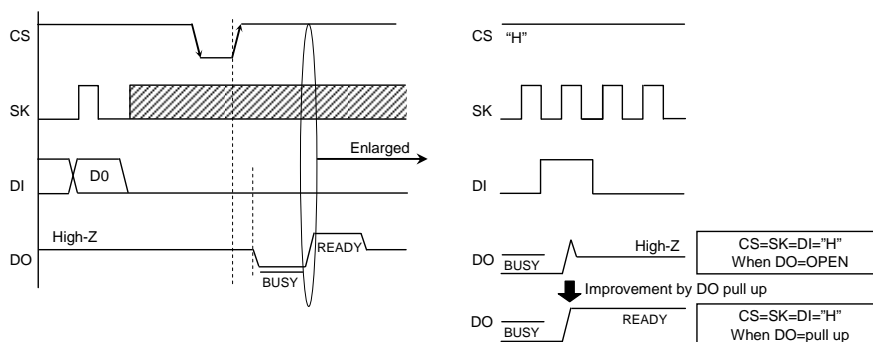 CS
SK
DI
D0
DO
High-Z
BUSY
READY
Enlarged
CS "H"
SK
DI
DO
BUSY
High-Z
CS=SK=DI="H"
When DO=OPEN
Improvement by DO pull up
DO
BUSY
READY
CS=SK=DI="H"
When DO=pull up